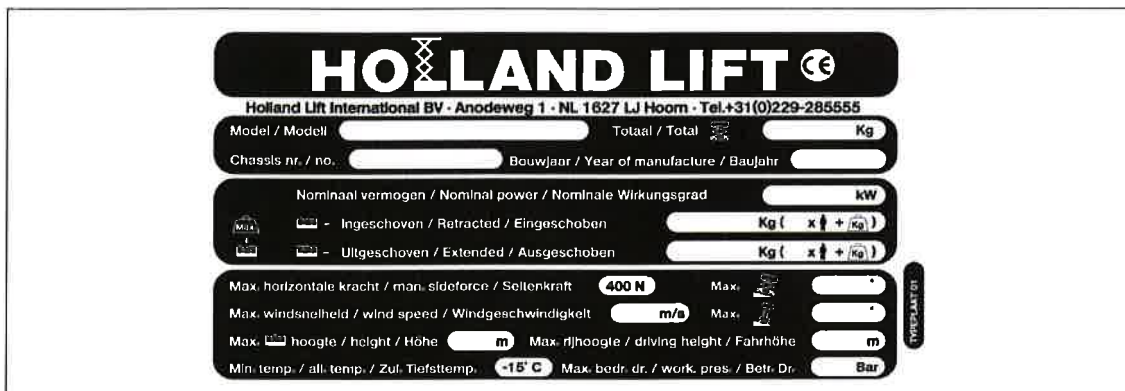 HOLLAND LIFT CE
Holland Lift International BV - Anodeweg 1 - NL 1627 LJ Hoorn - Tel.+31(0)229-285555
Model / Modell Totaal / Total Kg
Chassis nr. / no. Bouwjaar / Year of manufacture / Baujahr
Nominaal vermogen / Nominal power / Nominale Wirkungsgrad kW
Max. - Ingeschoven / Retracted / Eingeschoben Kg ( x + Kg )
- Uitgeschoven / Extended / Ausgeschoben Kg ( x + Kg )
Max. horizontale kracht / man. sideforce / Seitenkraft 400 N Max. °
Max. windsnelheid / wind speed / Windgeschwindigkeit m/s Max. °
Max. hoogte / height / Höhe m Max. rijhoogte / driving height / Fahrhöhe m
Min. temp. / all. temp. / Zul. Tiefsttemp. -15° C Max. bedr. dr. / work. pres. / Betr. Dr. Bar
TYPEPLAAT 01